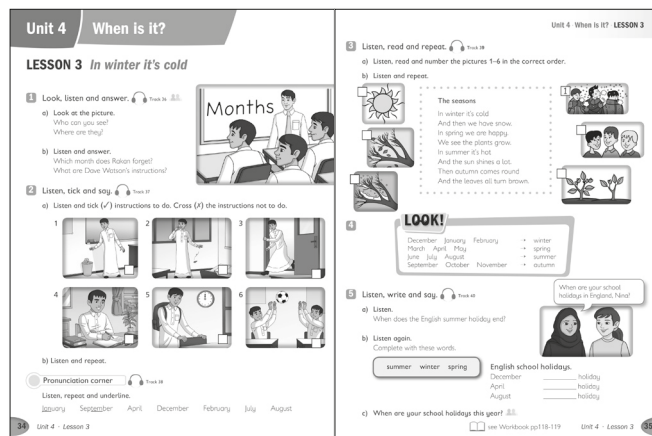 Unit 4
When is it?
LESSON 3 In winter it's cold
1 Look, listen and answer. Track 36
Months
a) Look at the picture.
Who can you see?
Where are they?
b) Listen and answer.
Which month does Rakan forget?
What are Dave Watson's instructions?
2 Listen, tick and say. Track 37
a) Listen and tick (✓) instructions to do. Cross (✗) the instructions not to do.
1
2
3
4
5
6
b) Listen and repeat.
Pronunciation corner Track 38
Listen, repeat and underline.
January September April December February July August
34 Unit 4 • Lesson 3
Unit 4 When is it? LESSON 3
3 Listen, read and repeat. Track 39
a) Listen, read and number the pictures 1–6 in the correct order.
b) Listen and repeat.
1
The seasons
In winter it's cold
And then we have snow.
In spring we are happy
We see the plants grow.
In summer it's hot
And the sun shines a lot.
Then autumn comes round
And the leaves all turn brown.
4
LOOK!
December January February → winter
March April May → spring
June July August → summer
September October November → autumn
5 Listen, write and say. Track 40
When are your school
holidays in England, Nina?
a) Listen.
When does the English summer holiday end?
b) Listen again.
Complete with these words.
summer winter spring
English school holidays.
December ________ holiday
April ________ holiday
August ________ holiday
c) When are your school holidays this year?
see Workbook pp118-119
Unit 4 • Lesson 3 35